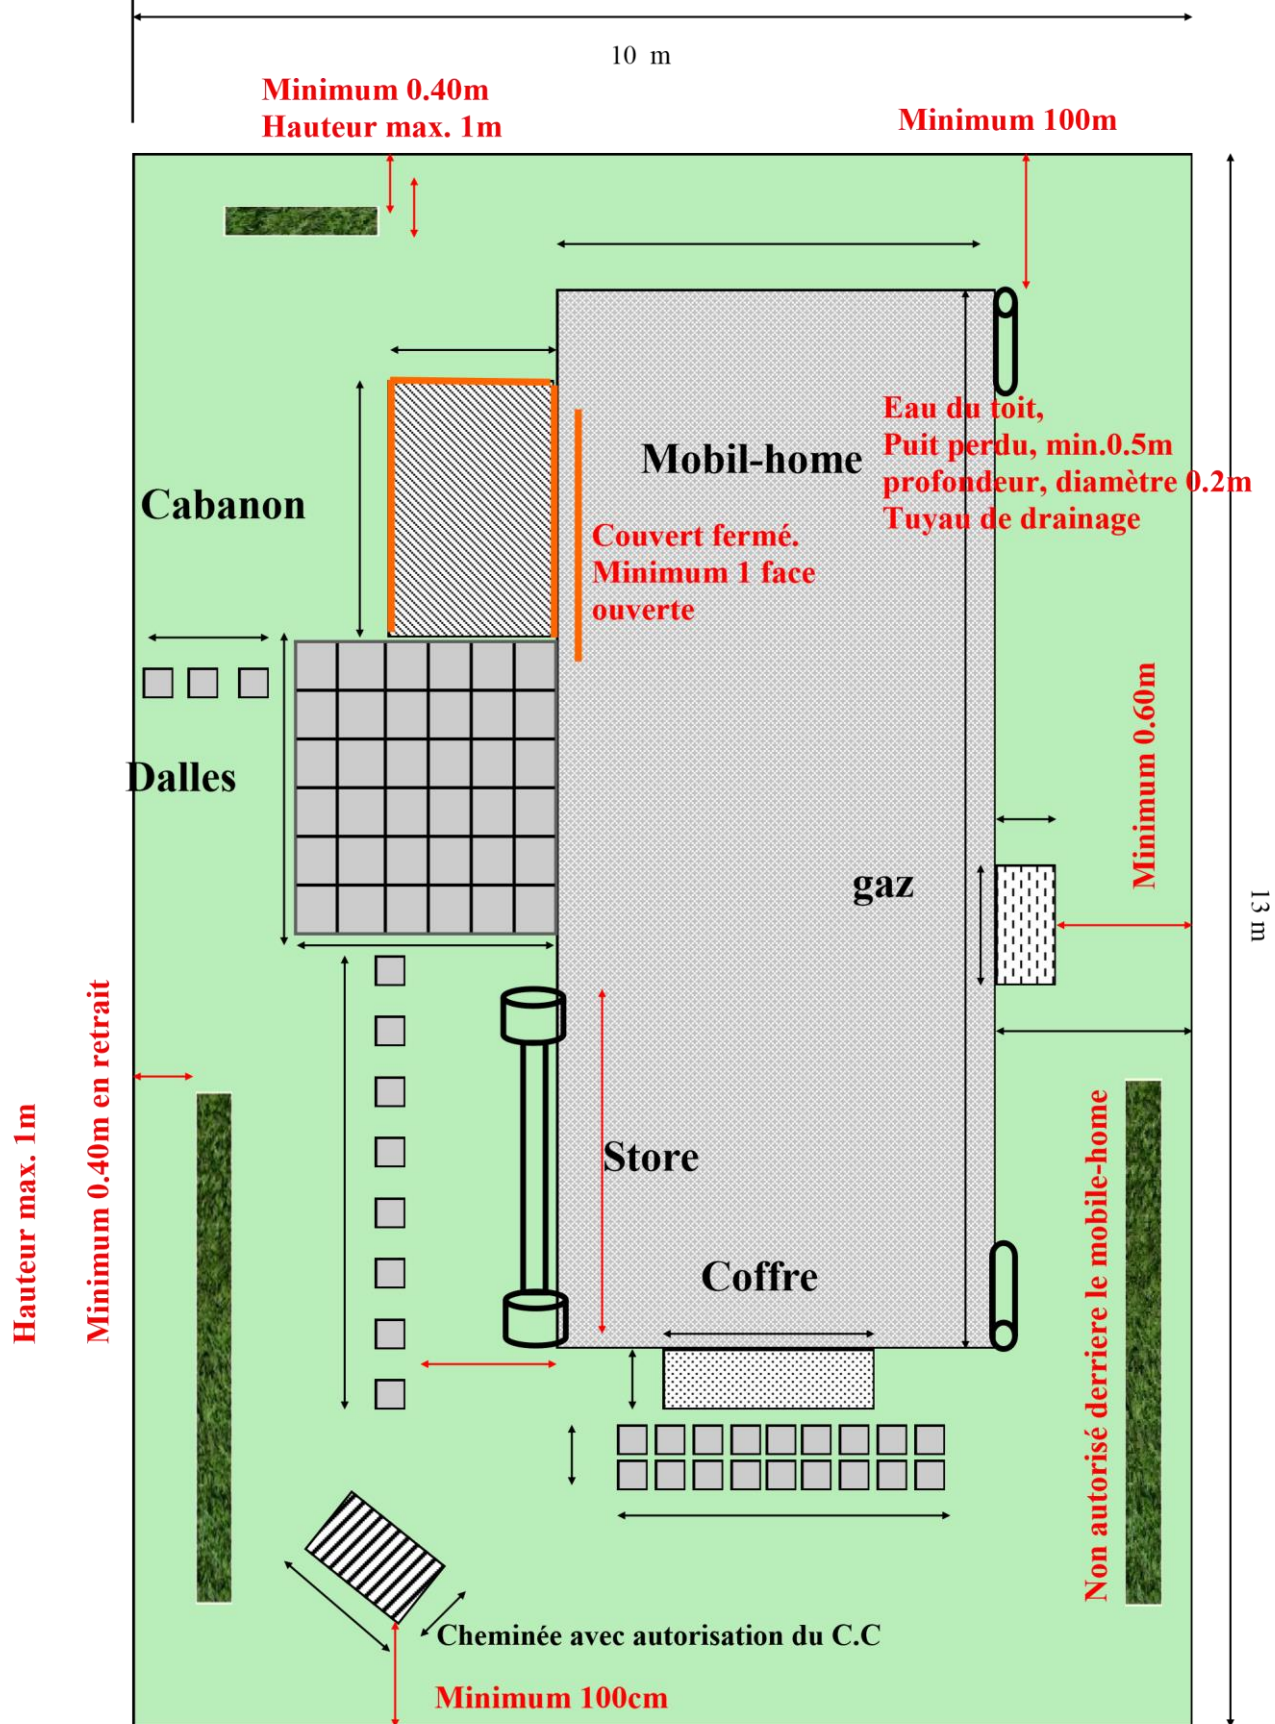 10 m
Minimum 0.40m
Hauteur max. 1m
Minimum 100m
Eau du toit,
Puit perdu, min.0.5m
profondeur, diamètre 0.2m
Tuyau de drainage
Mobil-home
Cabanon
Couvert fermé.
Minimum 1 face
ouverte
Dalles
Minimum 0.60m
gaz
13 m
Hauteur max. 1m
Minimum 0.40m en retrait
Store
Coffre
Non autorisé derriere le mobile-home
Cheminée avec autorisation du C.C
Minimum 100cm